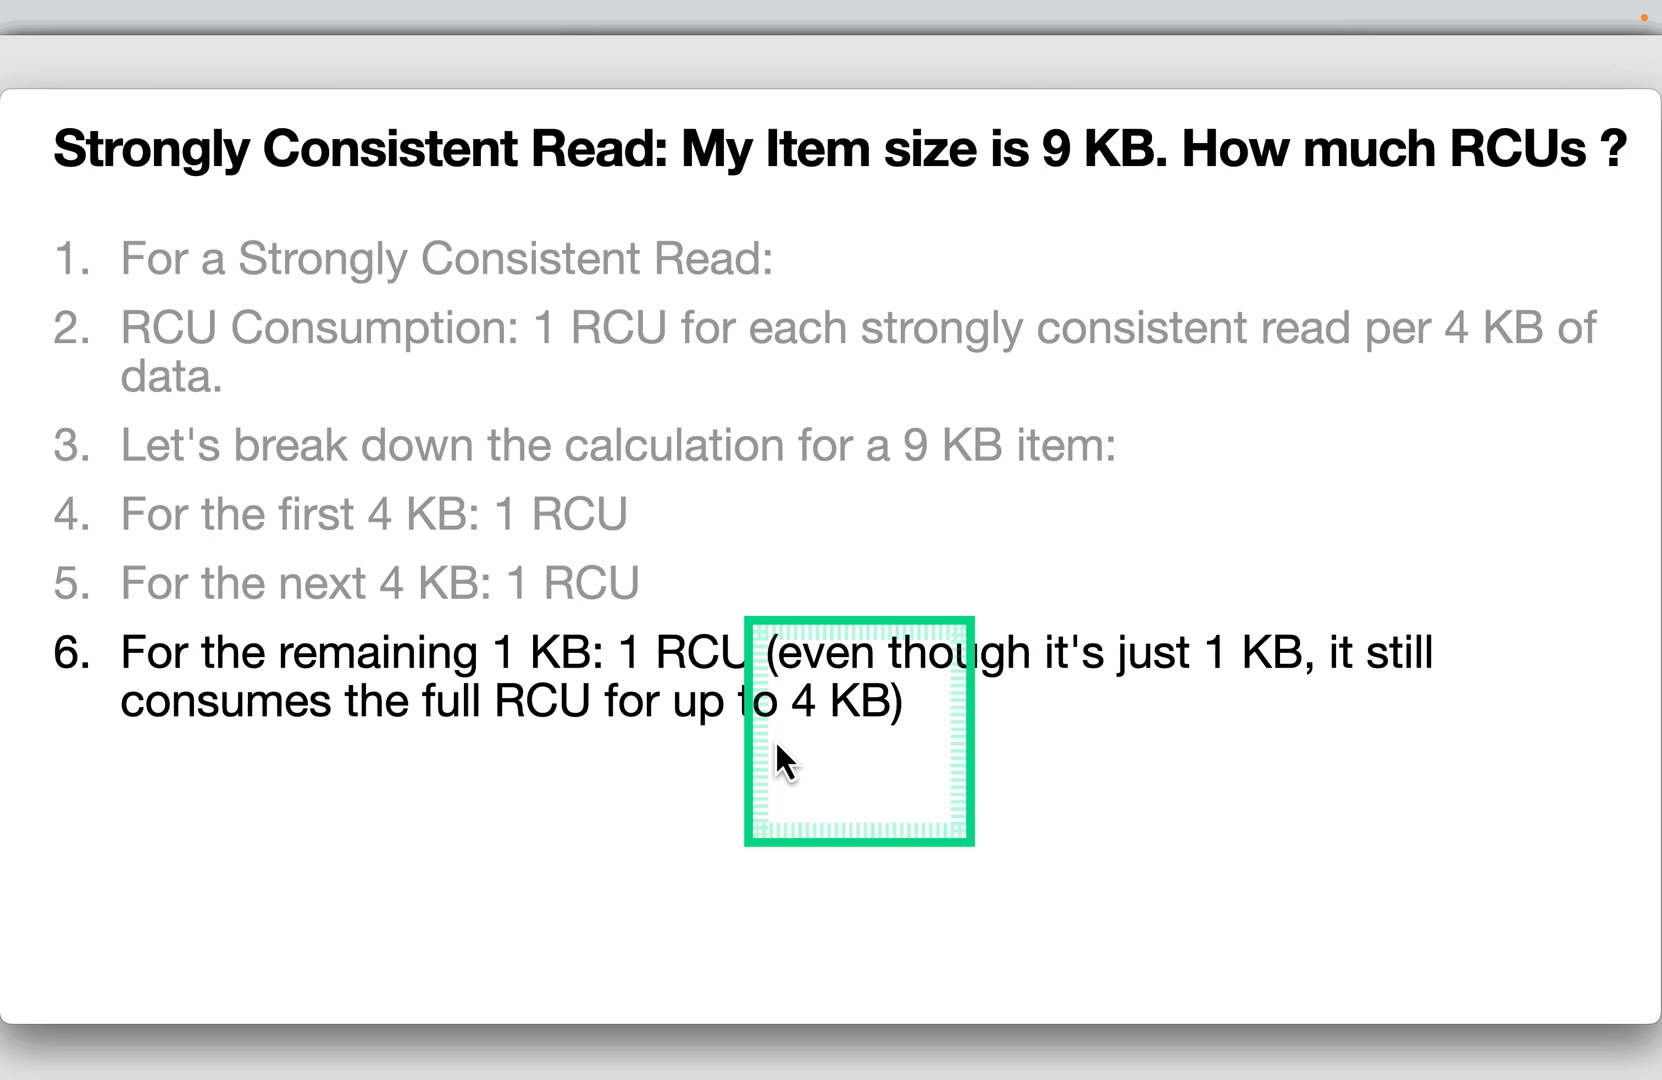 Strongly Consistent Read: My Item size is 9 KB. How much RCUs ?
1. For a Strongly Consistent Read:
2. RCU Consumption: 1 RCU for each strongly consistent read per 4 KB of
data.
3. Let's break down the calculation for a 9 KB item:
4. For the first 4 KB: 1 RCU
5. For the next 4 KB: 1 RCU
6. For the remaining 1 KB: 1 RCU (even though it's just 1 KB, it still
consumes the full RCU for up to 4 KB)